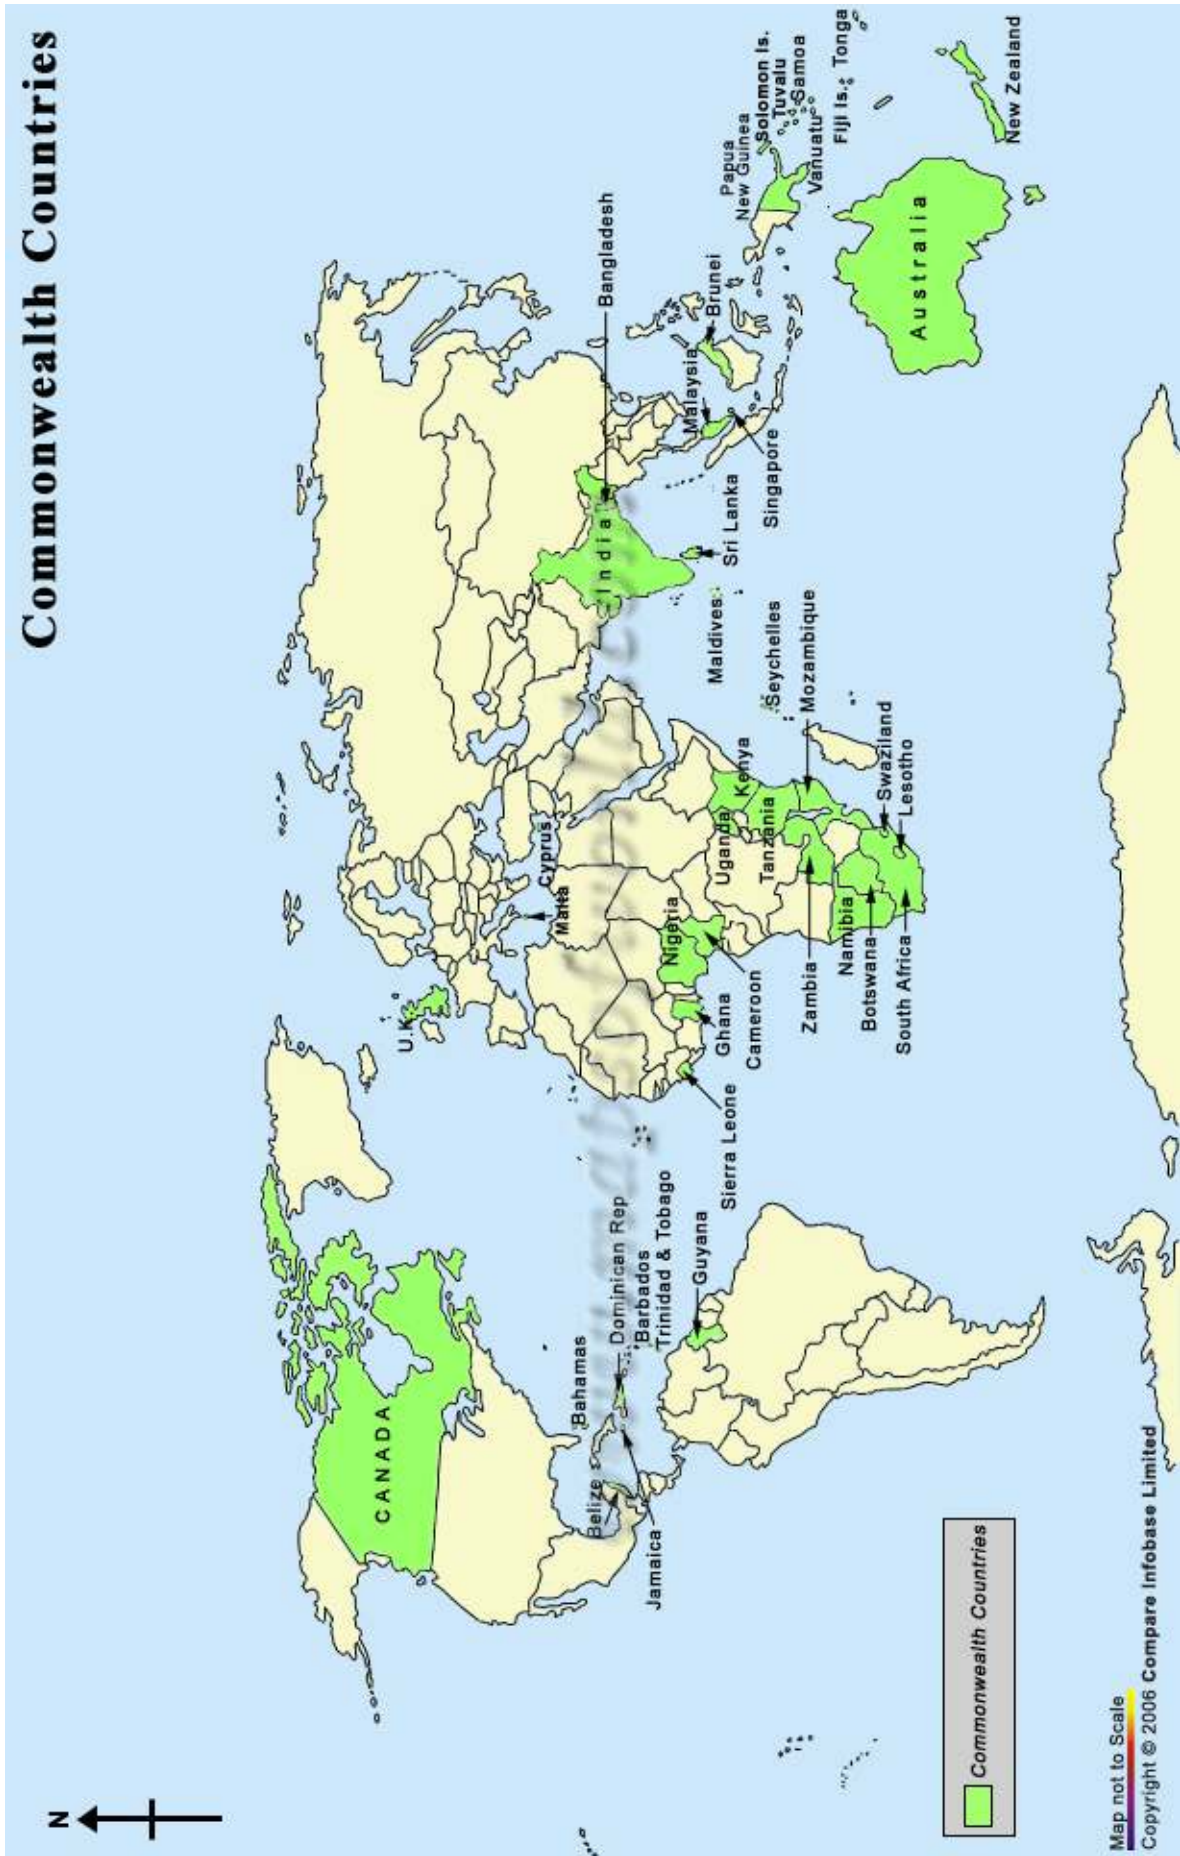 Commonwealth Countries
N
CANADA
U.K.
Bahamas
Belize
Jamaica
Dominican Rep
Barbados
Trinidad & Tobago
Guyana
Sierra Leone
Ghana
Cameroon
Nigeria
Malta
Cyprus
Uganda
Kenya
Tanzania
Zambia
Namibia
Botswana
South Africa
Mozambique
Swaziland
Lesotho
Seychelles
Maldives
India
Sri Lanka
Bangladesh
Malaysia
Singapore
Brunei
Papua
New Guinea
Solomon Is.
Tuvalu
Samoa
Vanuatu
Fiji Is.
Tonga
Australia
New Zealand
Commonwealth Countries
Map not to Scale
Copyright © 2006 Compare Infobase Limited